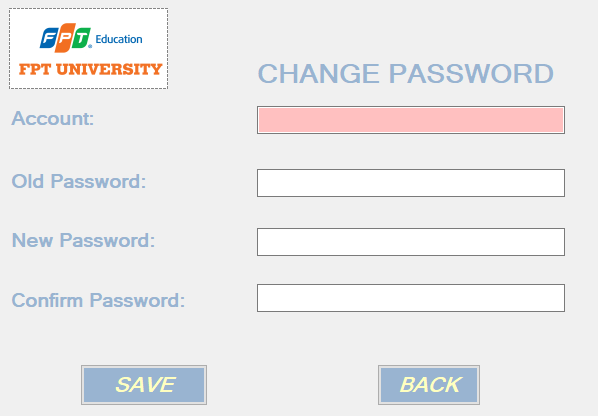 FPT Education
FPT UNIVERSITY
CHANGE PASSWORD
Account:
Old Password:
New Password:
Confirm Password:
SAVE
BACK